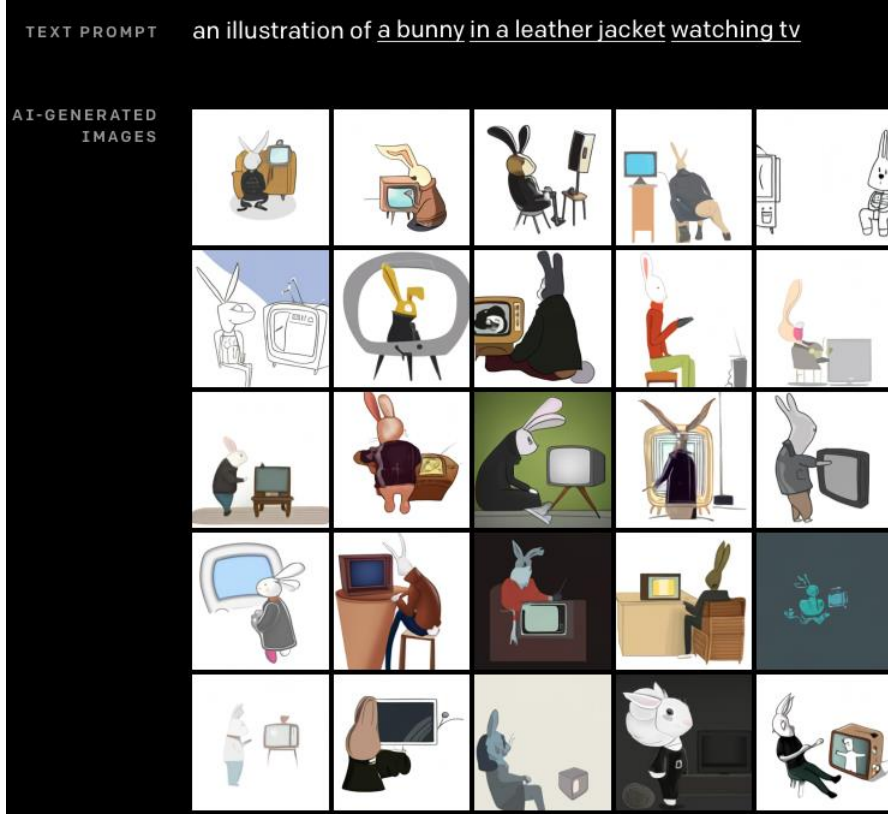 TEXT PROMPT
an illustration of a bunny in a leather jacket watching tv
AI-GENERATED
IMAGES